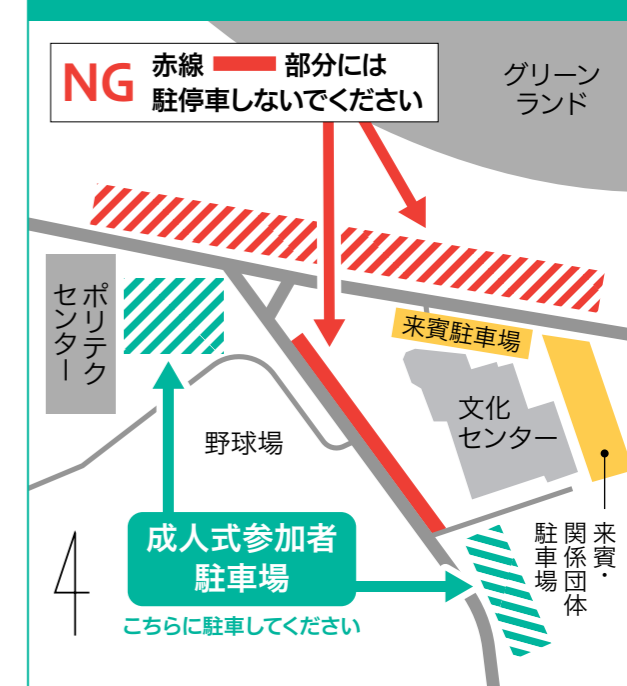 NG
赤線 部分には
駐停車しないでください
グリーン
ランド
ポリテク
センター
来賓駐車場
文化
センター
野球場
成人式参加者
駐車場
こちらに駐車してください
来賓・
関係団体
駐車場